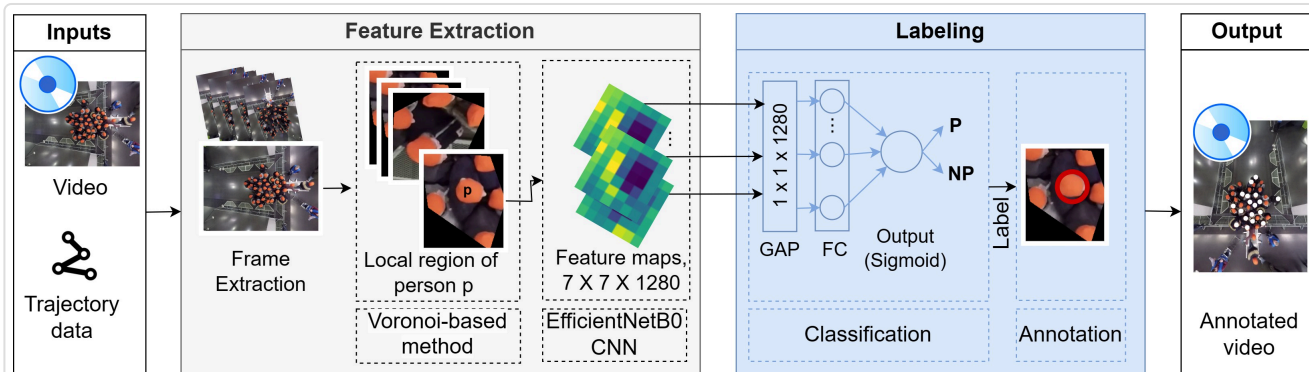 Inputs
Video
Trajectory
data
Feature Extraction
Frame
Extraction
p
Local region of
person p
Voronoi-based
method
...
Feature maps,
7 X 7 X 1280
EfficientNetB0
CNN
Labeling
1 x 1 x 1280
GAP
...
FC
Output
(Sigmoid)
P
NP
Classification
Label
Annotation
Output
Annotated
video